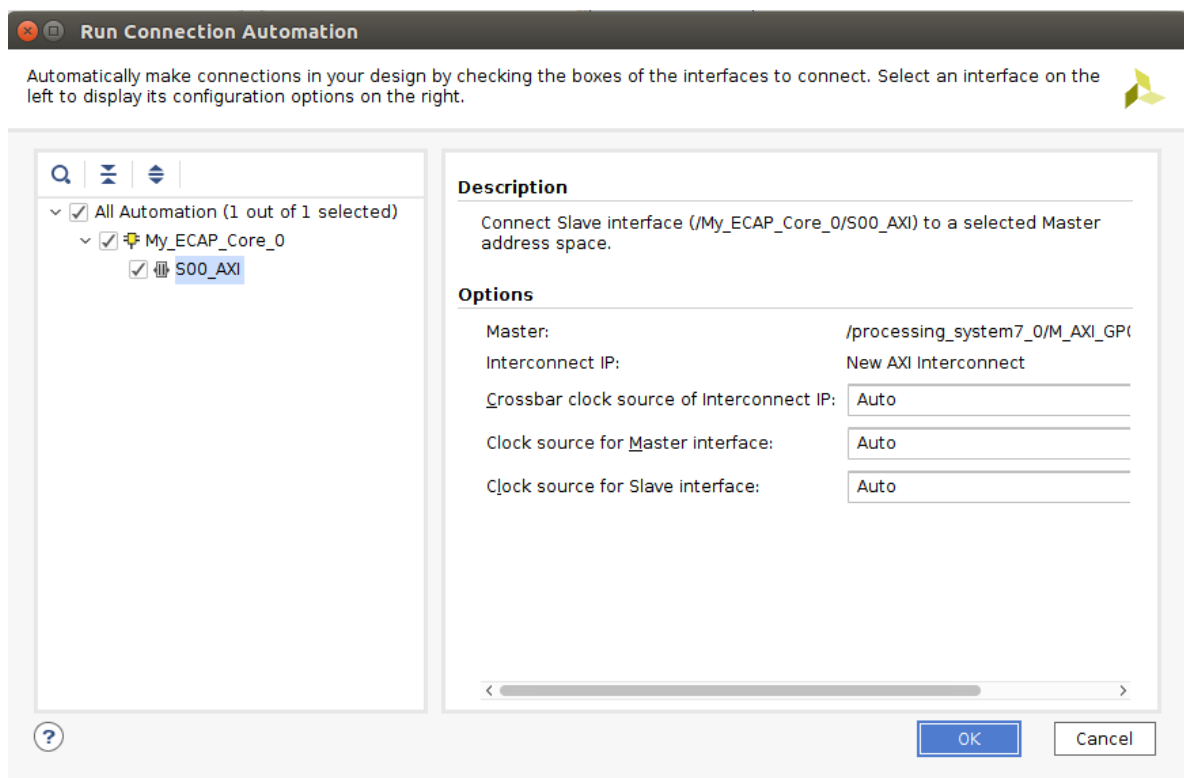 Run Connection Automation
Automatically make connections in your design by checking the boxes of the interfaces to connect. Select an interface on the
left to display its configuration options on the right.
All Automation (1 out of 1 selected)
My_ECAP_Core_0
S00_AXI
Description
Connect Slave interface (/My_ECAP_Core_0/S00_AXI) to a selected Master
address space.
Options
Master: /processing_system7_0/M_AXI_GP
Interconnect IP: New AXI Interconnect
Crossbar clock source of Interconnect IP: Auto
Clock source for Master interface: Auto
Clock source for Slave interface: Auto
?
OK Cancel